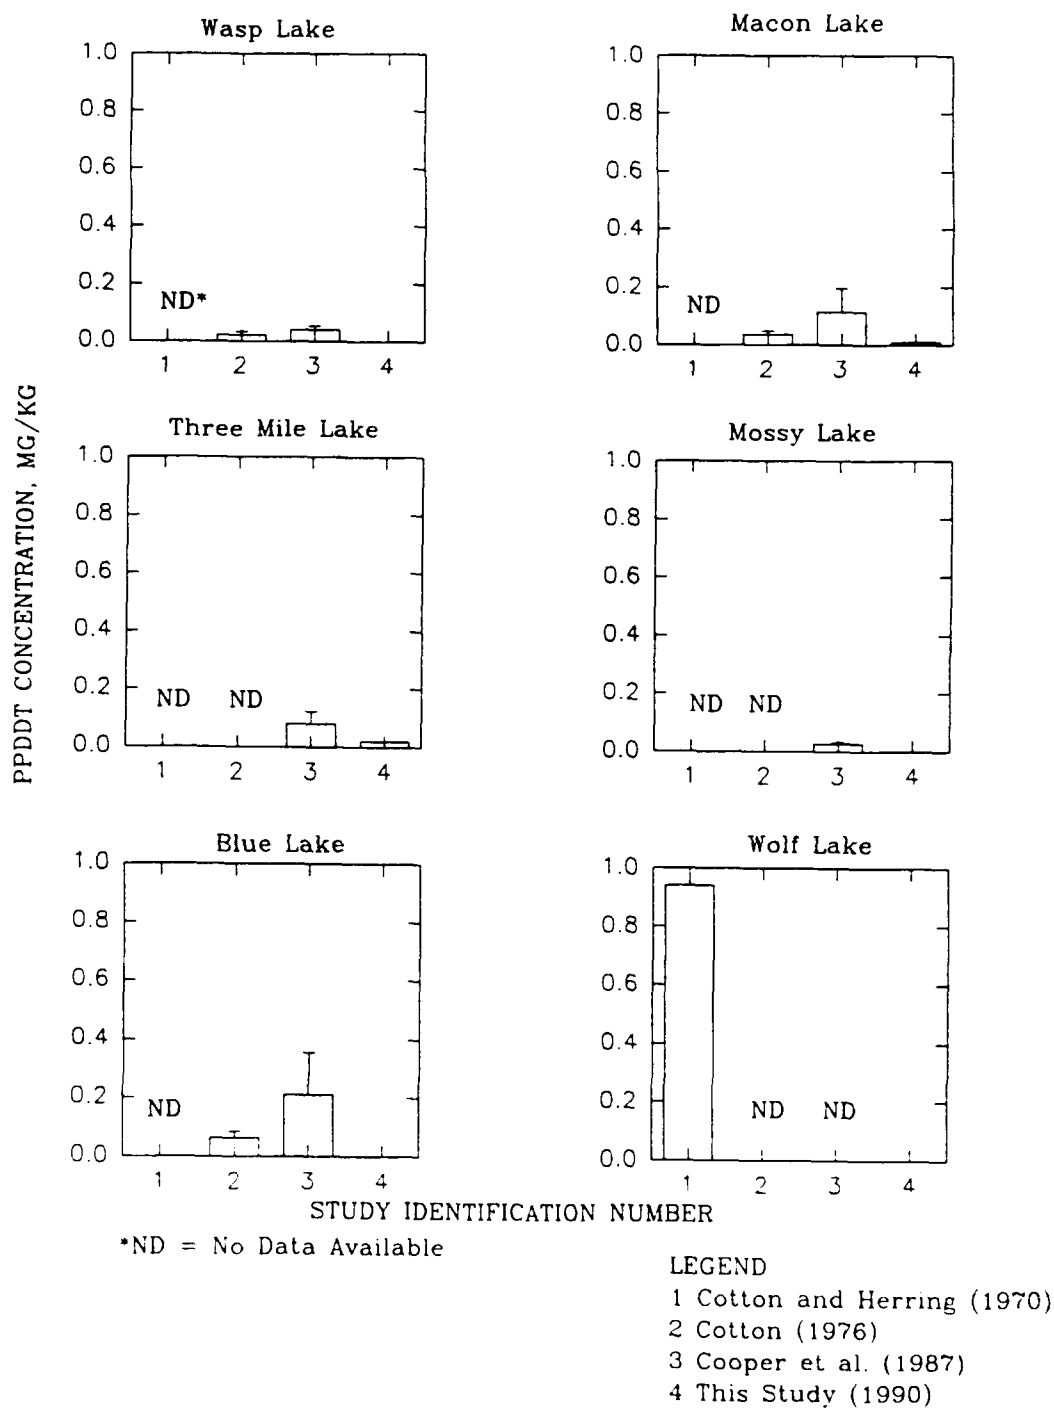 Wasp Lake
1.0
0.8
0.6
0.4
0.2
0.0
ND*
1 2 3 4
Macon Lake
1.0
0.8
0.6
0.4
0.2
0.0
ND
1 2 3 4
PPDDT CONCENTRATION, MG/KG
Three Mile Lake
1.0
0.8
0.6
0.4
0.2
0.0
ND ND
1 2 3 4
Mossy Lake
1.0
0.8
0.6
0.4
0.2
0.0
ND ND
1 2 3 4
Blue Lake
1.0
0.8
0.6
0.4
0.2
0.0
ND
1 2 3 4
Wolf Lake
1.0
0.8
0.6
0.4
0.2
0.0
ND ND
1 2 3 4
STUDY IDENTIFICATION NUMBER
*ND = No Data Available
LEGEND
1 Cotton and Herring (1970)
2 Cotton (1976)
3 Cooper et al. (1987)
4 This Study (1990)